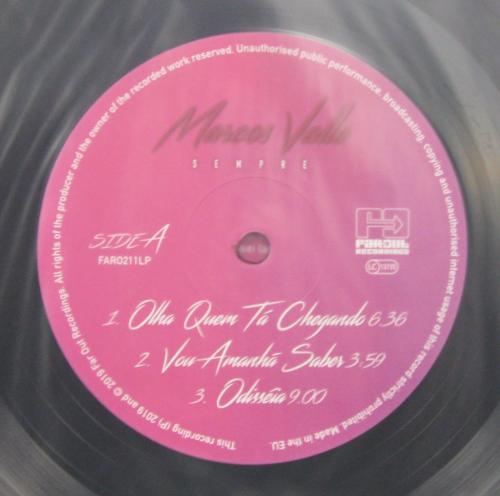 Marcos Valle
SEMPRE
SIDE A
FARO211LP
FAR OUT
RECORDINGS
LC
1. Olha Quem Tá Chegando 6.36
2. Vou Amanhã Saber 3:59
3. Odisséia 9.00
This recording (P) 2019 and © 2019 Far Out Recordings. All rights of the producer and the owner of the recorded work reserved. Unauthorised public performance, broadcasting, copying and unauthorised internet usage of this record strictly prohibited. Made in the EU.